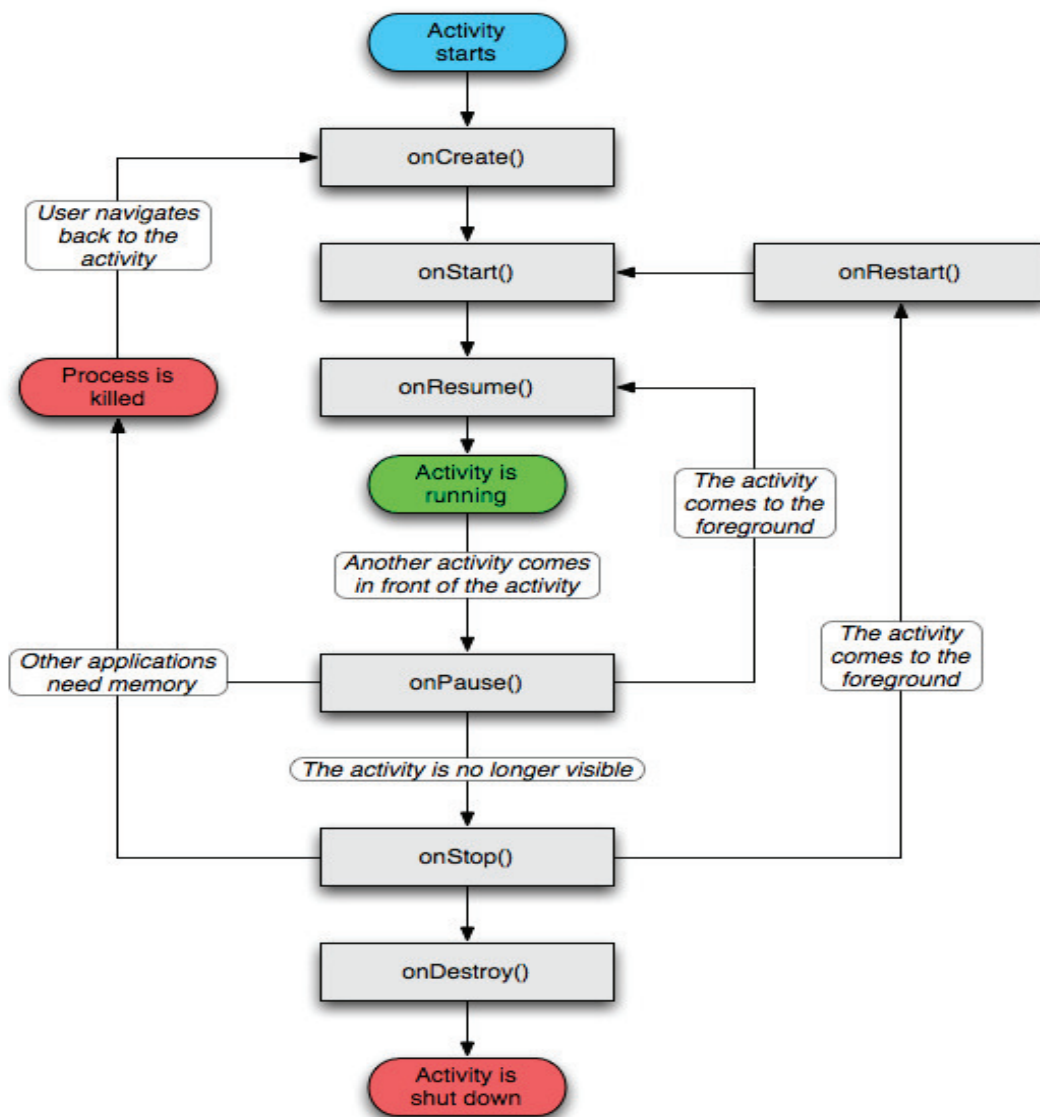 Activity
starts
onCreate()
User navigates
back to the
activity
onStart()
onRestart()
Process is
killed
onResume()
Activity is
running
The activity
comes to the
foreground
Another activity comes
in front of the activity
The activity
comes to the
foreground
Other applications
need memory
onPause()
The activity is no longer visible
onStop()
onDestroy()
Activity is
shut down